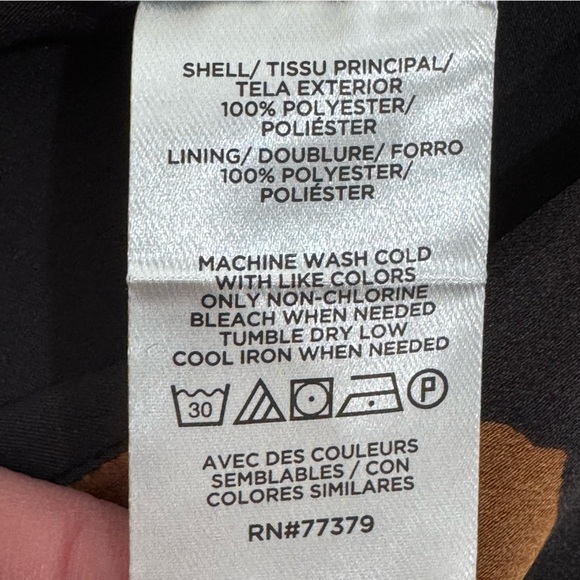 SHELL/ TISSU PRINCIPAL/
TELA EXTERIOR
100% POLYESTER/
POLIÉSTER
LINING/ DOUBLURE/ FORRO
100% POLYESTER/
POLIÉSTER
MACHINE WASH COLD
WITH LIKE COLORS
ONLY NON-CHLORINE
BLEACH WHEN NEEDED
TUMBLE DRY LOW
COOL IRON WHEN NEEDED
30 P
AVEC DES COULEURS
SEMBLABLES / CON
COLORES SIMILARES
RN#77379